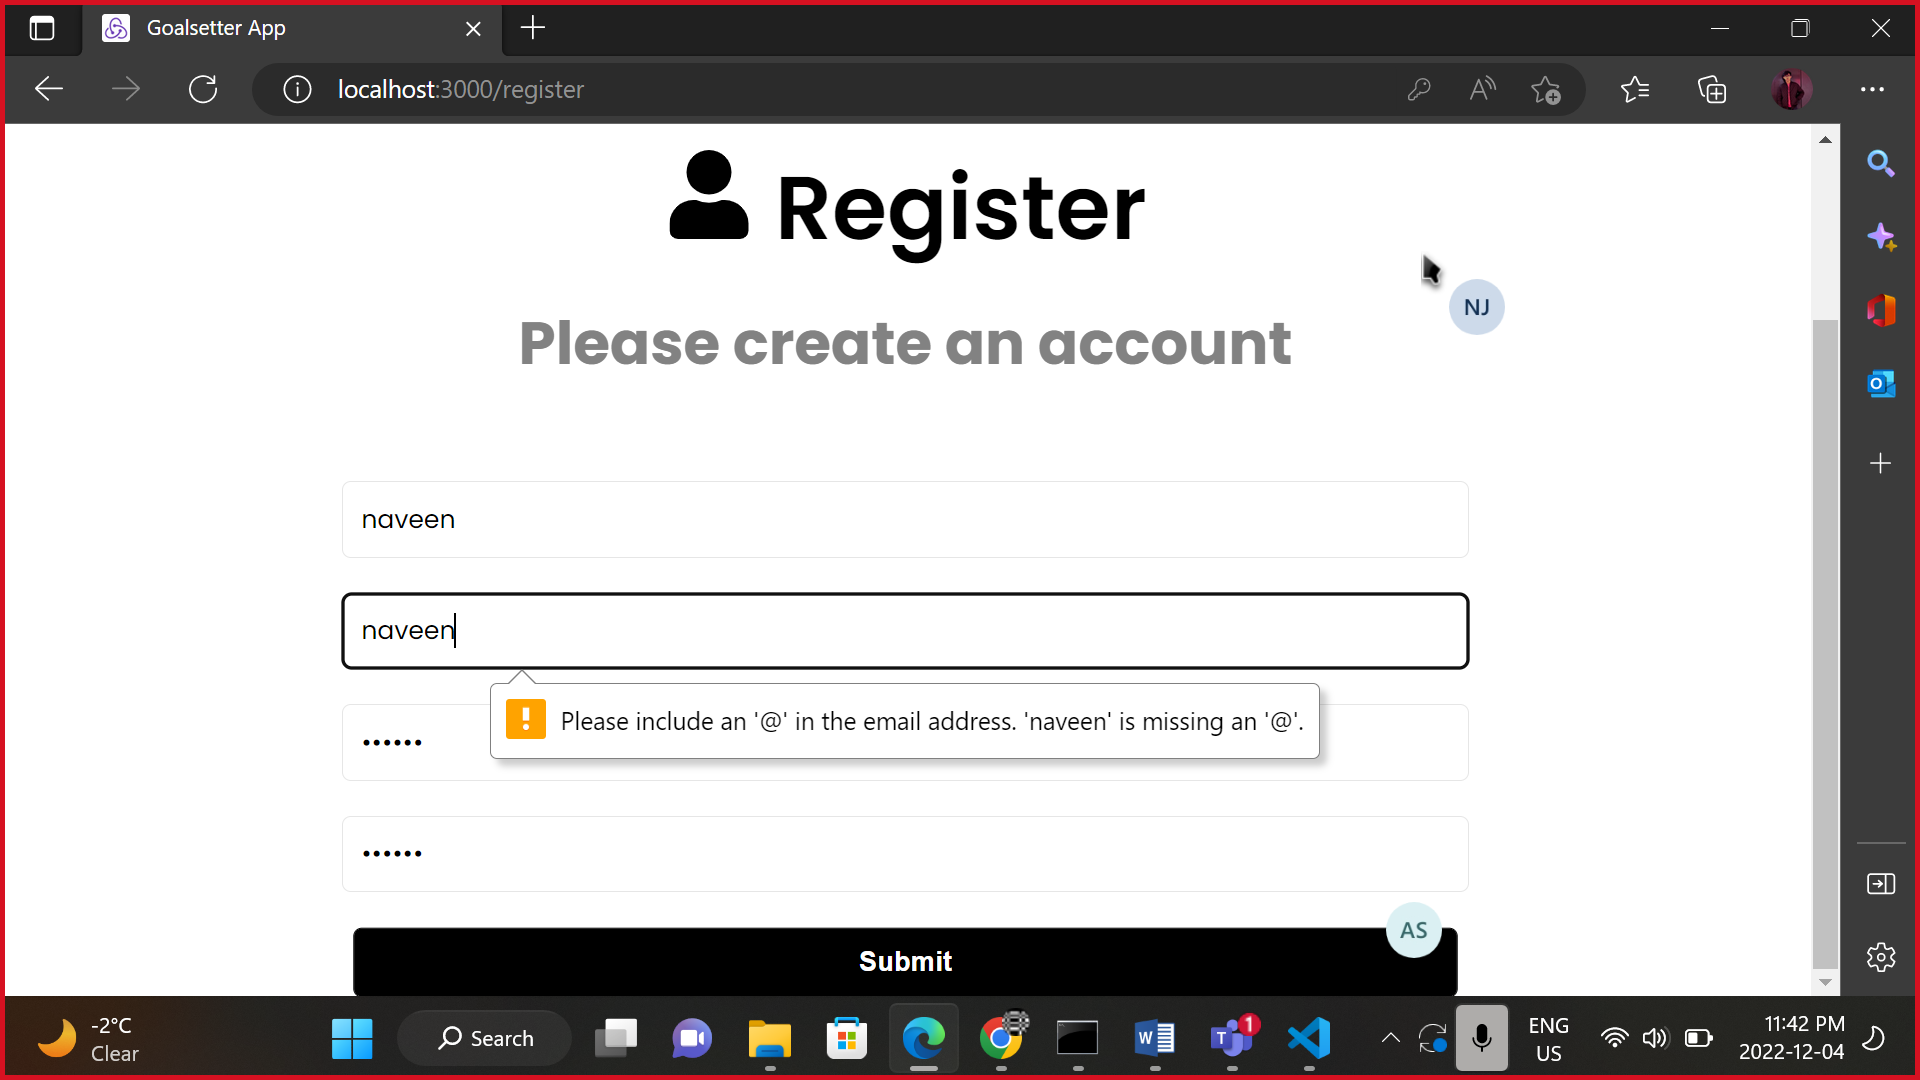 Goalsetter App
localhost:3000/register
Register
NJ
Please create an account
naveen
naveen
Please include an '@' in the email address. 'naveen' is missing an '@'.
••••••
••••••
AS
Submit
-2°C
Clear
Search
1
ENG
US
11:42 PM
2022-12-04